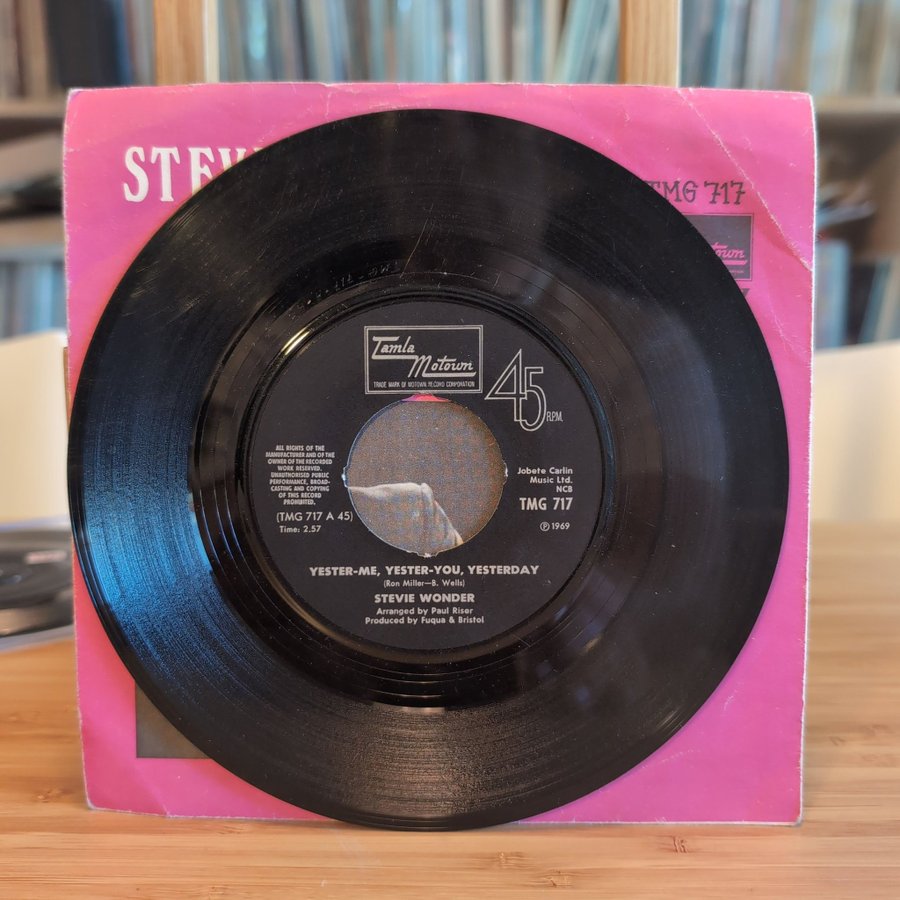 TMG 717
Tamla
Motown
TRADE MARK OF MOTOWN RECORD CORPORATION
45
R.P.M.
ALL RIGHTS OF THE
MANUFACTURER AND OF THE
OWNER OF THE RECORDED
WORK RESERVED.
UNAUTHORISED PUBLIC
PERFORMANCE, BROAD-
CASTING AND COPYING
OF THIS RECORD
PROHIBITED.
(TMG 717 A 45)
Time: 2.57
Jobete Carlin
Music Ltd.
NCB
TMG 717
Ⓟ 1969
YESTER-ME, YESTER-YOU, YESTERDAY
(Ron Miller—B. Wells)
STEVIE WONDER
Arranged by Paul Riser
Produced by Fuqua & Bristol